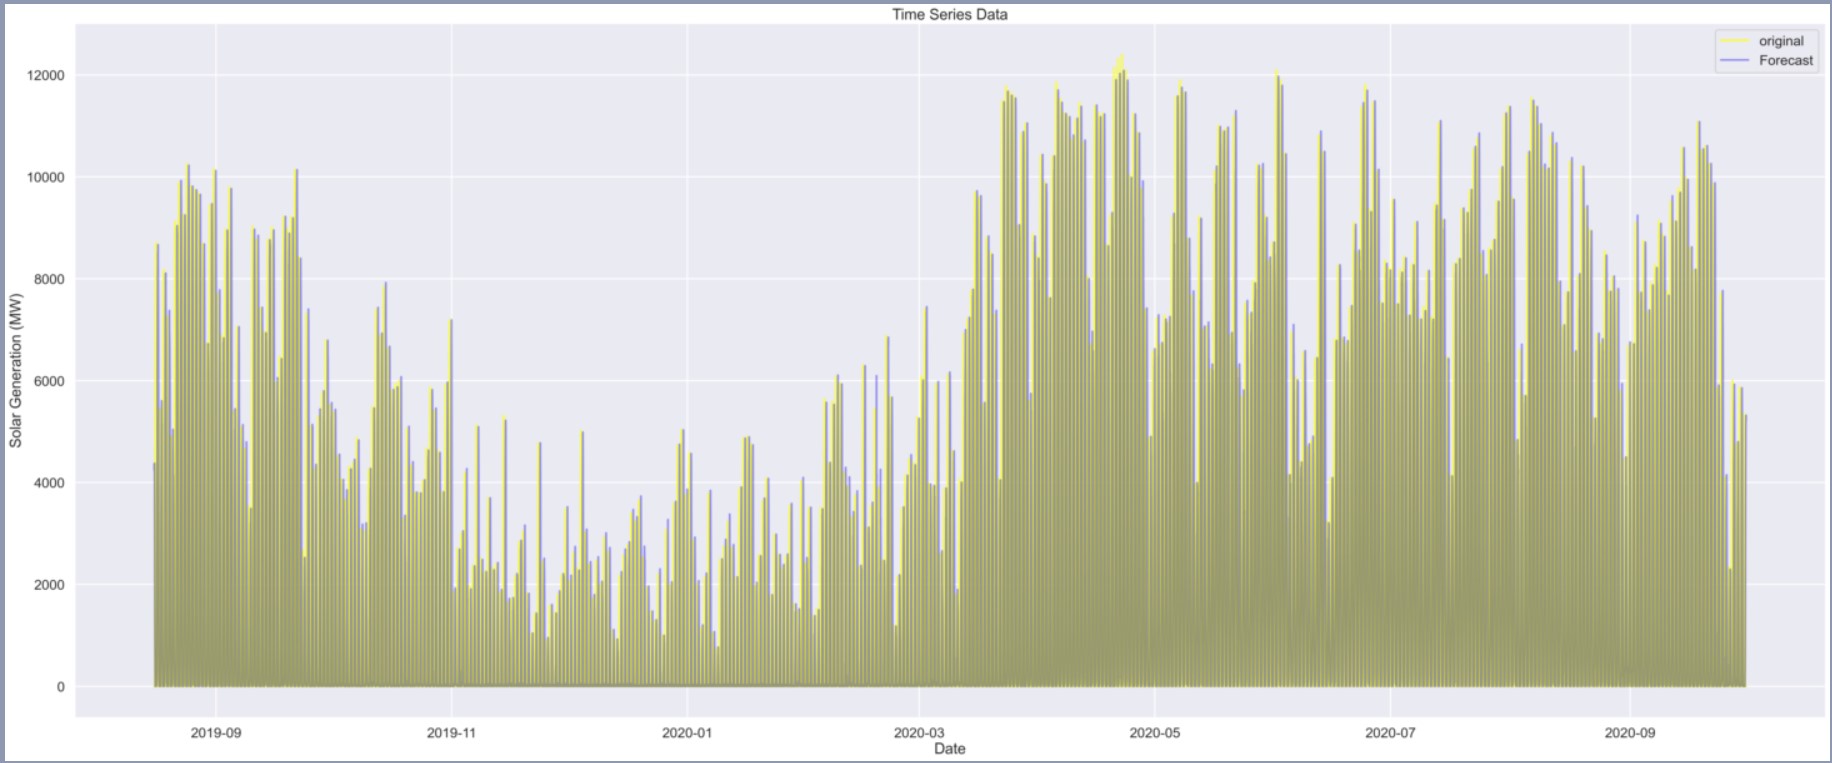 Time Series Data
original
Forecast
12000
10000
8000
6000
4000
2000
0
Solar Generation (MW)
2019-09
2019-11
2020-01
2020-03
2020-05
2020-07
2020-09
Date